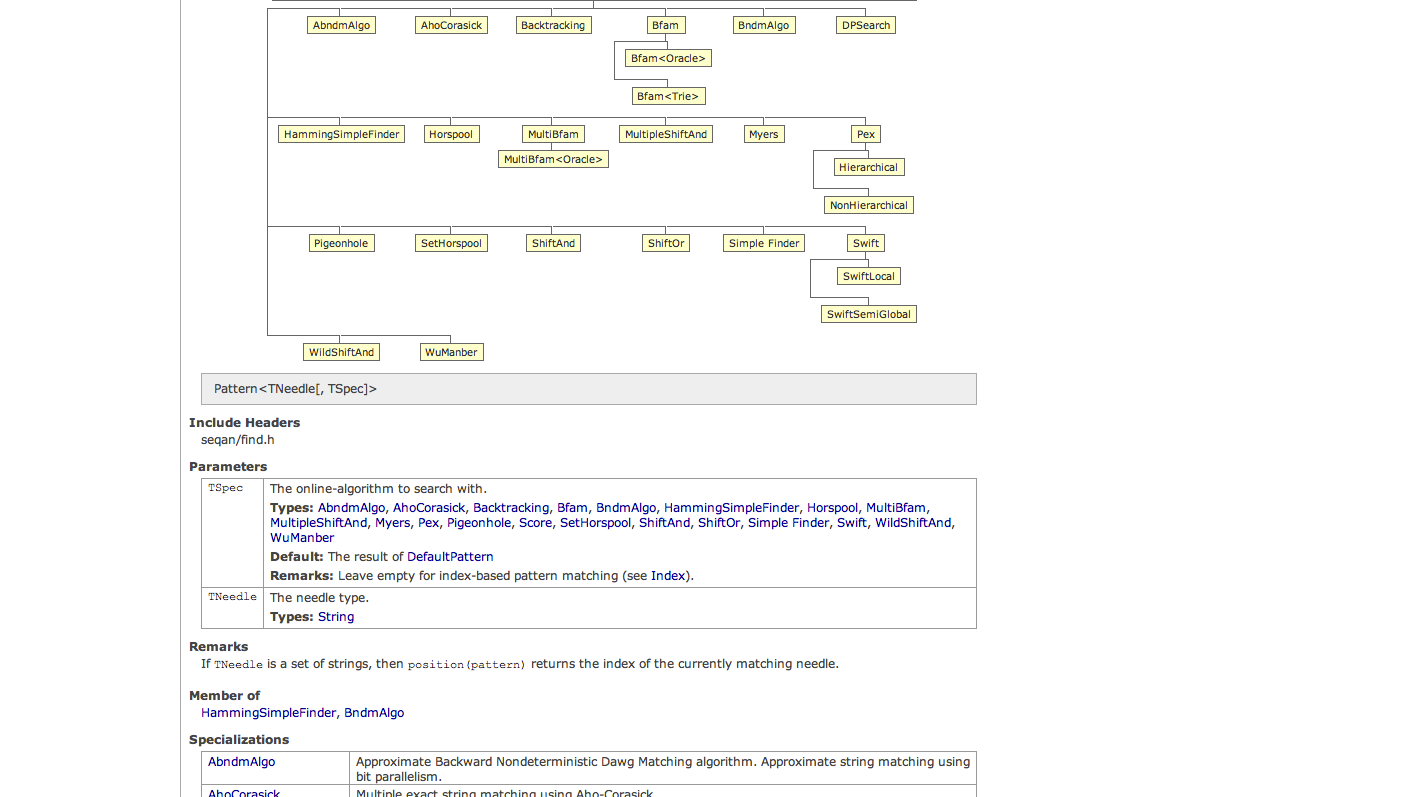 AbndmAlgo AhoCorasick Backtracking Bfam BndmAlgo DPSearch
Bfam<Oracle>
Bfam<Trie>
HammingSimpleFinder Horspool MultiBfam MultipleShiftAnd Myers Pex
MultiBfam<Oracle> Hierarchical
NonHierarchical
Pigeonhole SetHorspool ShiftAnd ShiftOr Simple Finder Swift
SwiftLocal
SwiftSemiGlobal
WildShiftAnd WuManber
Pattern<TNeedle[, TSpec]>
Include Headers
seqan/find.h
Parameters
TSpec The online-algorithm to search with.
Types: AbndmAlgo, AhoCorasick, Backtracking, Bfam, BndmAlgo, HammingSimpleFinder, Horspool, MultiBfam,
MultipleShiftAnd, Myers, Pex, Pigeonhole, Score, SetHorspool, ShiftAnd, ShiftOr, Simple Finder, Swift, WildShiftAnd,
WuManber
Default: The result of DefaultPattern
Remarks: Leave empty for index-based pattern matching (see Index).
TNeedle The needle type.
Types: String
Remarks
If TNeedle is a set of strings, then position(pattern) returns the index of the currently matching needle.
Member of
HammingSimpleFinder, BndmAlgo
Specializations
AbndmAlgo Approximate Backward Nondeterministic Dawg Matching algorithm. Approximate string matching using
bit parallelism.
AhoCorasick Multiple exact string matching using Aho-Corasick.